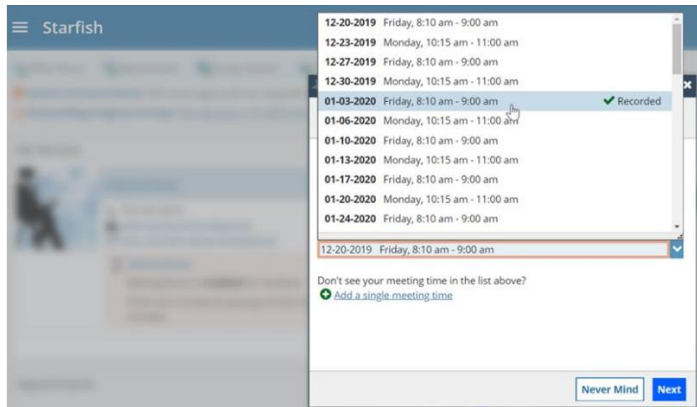 Starfish
12-20-2019 Friday, 8:10 am - 9:00 am
12-23-2019 Monday, 10:15 am - 11:00 am
12-27-2019 Friday, 8:10 am - 9:00 am
12-30-2019 Monday, 10:15 am - 11:00 am
01-03-2020 Friday, 8:10 am - 9:00 am Recorded
01-06-2020 Monday, 10:15 am - 11:00 am
01-10-2020 Friday, 8:10 am - 9:00 am
01-13-2020 Monday, 10:15 am - 11:00 am
01-17-2020 Friday, 8:10 am - 9:00 am
01-20-2020 Monday, 10:15 am - 11:00 am
01-24-2020 Friday, 8:10 am - 9:00 am
12-20-2019 Friday, 8:10 am - 9:00 am
Don't see your meeting time in the list above?
Add a single meeting time
Never Mind Next